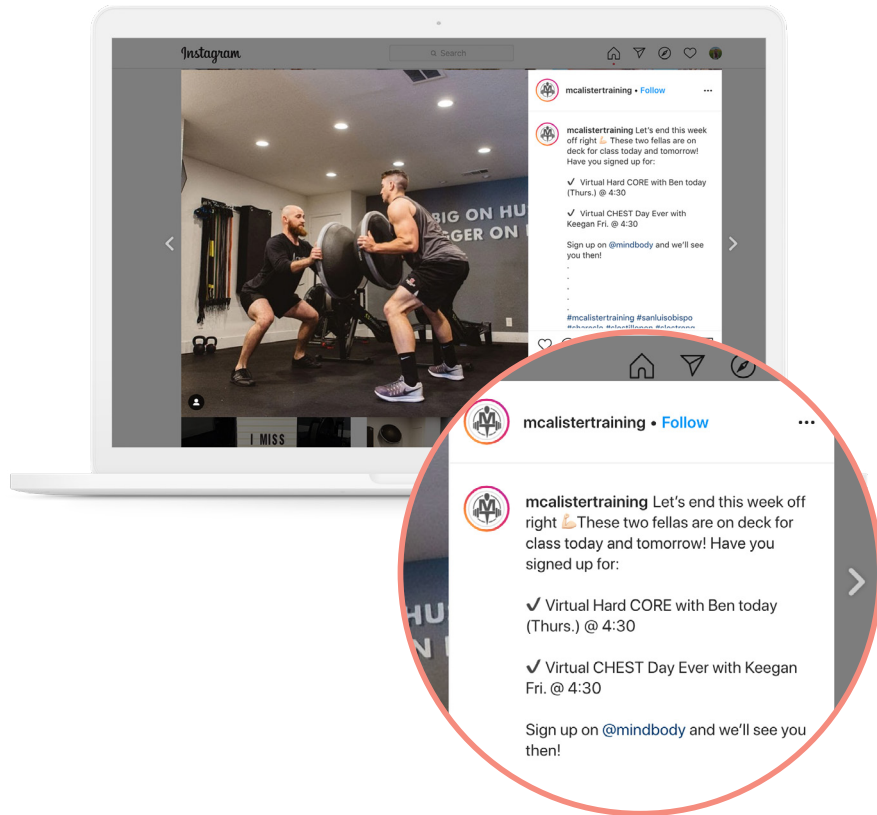 Instagram
Search
mcalistertraining • Follow
•••
BIG ON HU
GGER ON
mcalistertraining Let's end this week
off right 💪🏻 These two fellas are on
deck for class today and tomorrow!
Have you signed up for:
✔ Virtual Hard CORE with Ben today
(Thurs.) @ 4:30
✔ Virtual CHEST Day Ever with
Keegan Fri. @ 4:30
Sign up on @mindbody and we'll see
you then!
.
.
.
.
.
#mcalistertraining #sanluisobispo
#shareslo #slostillopen #slostrong
I MISS
mcalistertraining • Follow
•••
mcalistertraining Let's end this week off
right 💪🏻These two fellas are on deck for
class today and tomorrow! Have you
signed up for:
✔ Virtual Hard CORE with Ben today
(Thurs.) @ 4:30
✔ Virtual CHEST Day Ever with Keegan
Fri. @ 4:30
Sign up on @mindbody and we'll see you
then!
HU
N